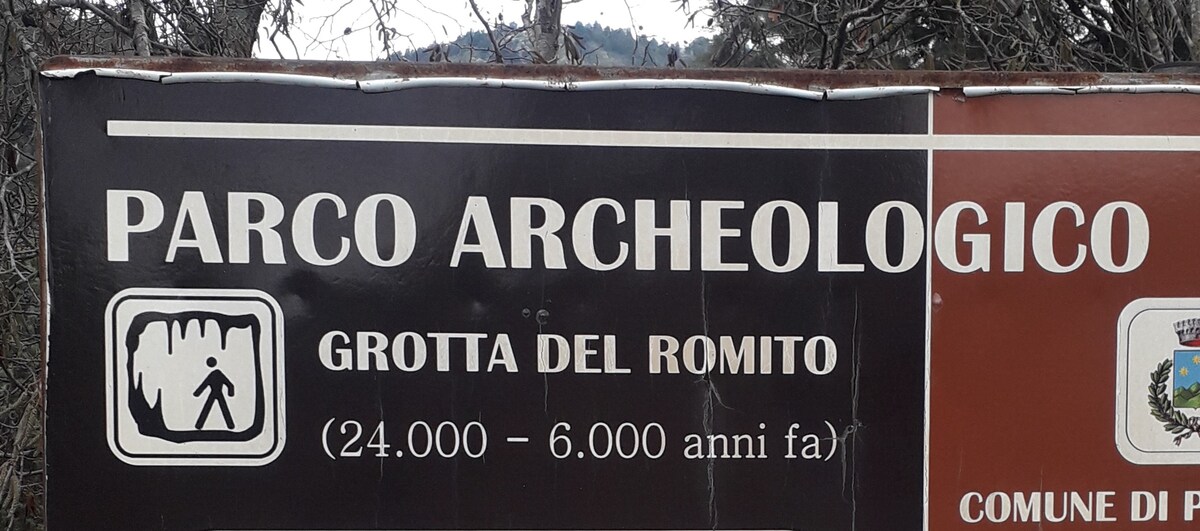 PARCO ARCHEOLOGICO
GROTTA DEL ROMITO
(24.000 – 6.000 anni fa)
COMUNE DI P